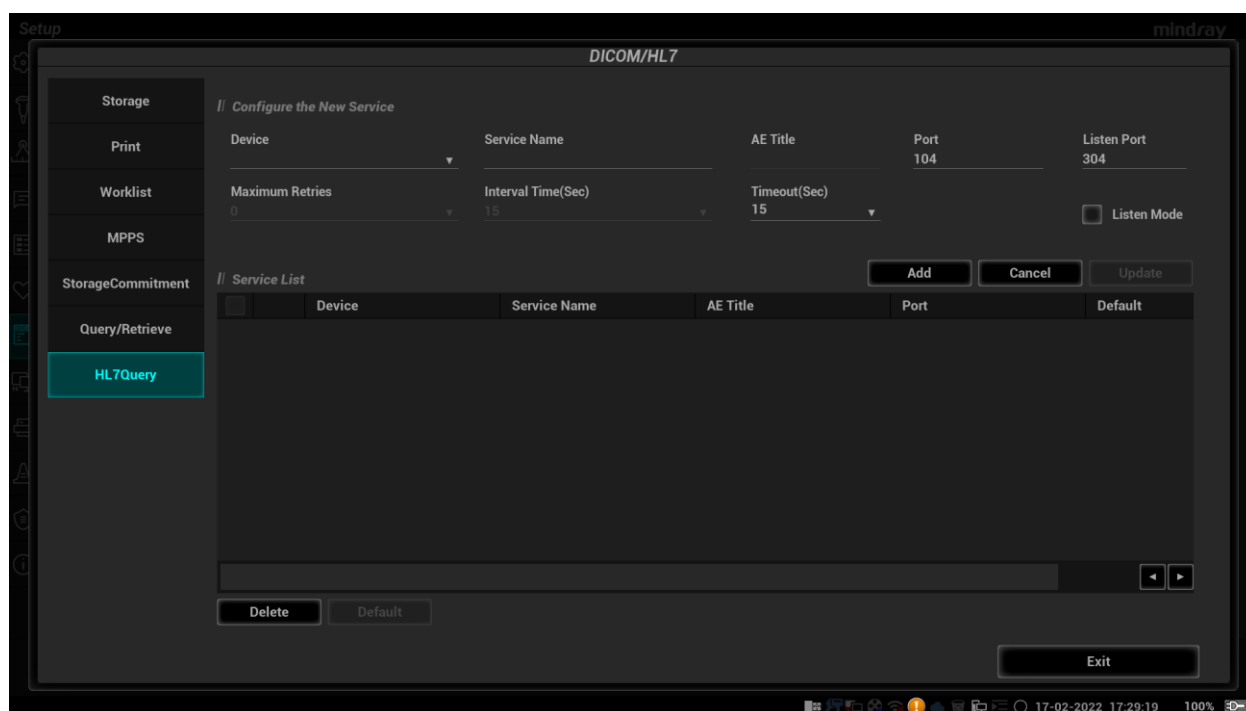 Setup
mindray
DICOM/HL7
Storage
Print
Worklist
MPPS
StorageCommitment
Query/Retrieve
HL7Query
Configure the New Service
Device
Service Name
AE Title
Port
Listen Port
104
304
Maximum Retries
Interval Time(Sec)
Timeout(Sec)
0
15
15
Listen Mode
Service List
Add
Cancel
Update
Device
Service Name
AE Title
Port
Default
Delete
Default
Exit
17-02-2022 17:29:19
100%